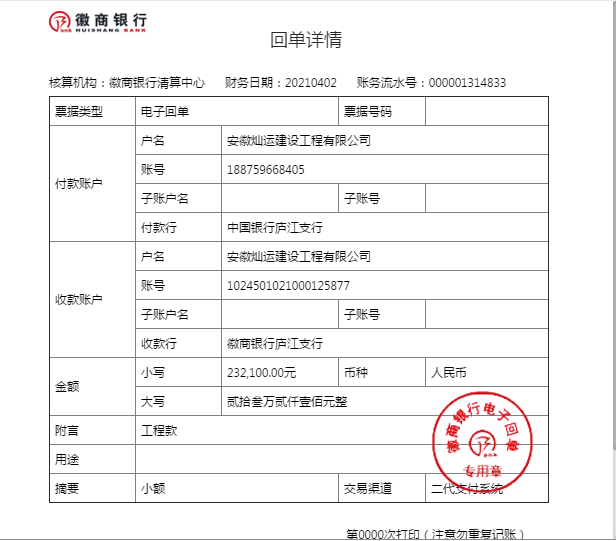 徽商银行
HUISHANG BANK
回单详情
核算机构：徽商银行清算中心 财务日期：20210402 账务流水号：000001314833
票据类型 电子回单 票据号码
付款账户
户名 安徽灿运建设工程有限公司
账号 188759668405
子账户名 子账号
付款行 中国银行庐江支行
收款账户
户名 安徽灿运建设工程有限公司
账号 1024501021000125877
子账户名 子账号
收款行 徽商银行庐江支行
金额
小写 232,100.00元 币种 人民币
大写 贰拾叁万贰仟壹佰元整
附言 工程款
用途
摘要 小额 交易渠道 二代支付系统
徽商银行电子回单
Bank
专用章
第0000次打印（注意勿重复记账）